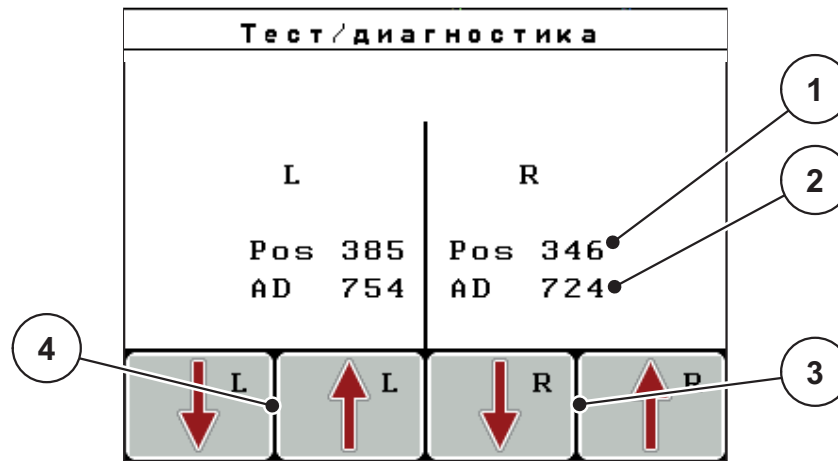 Тест/диагностика
1
L R
2
Pos 385 Pos 346
AD 754 AD 724
4
L L R R
3